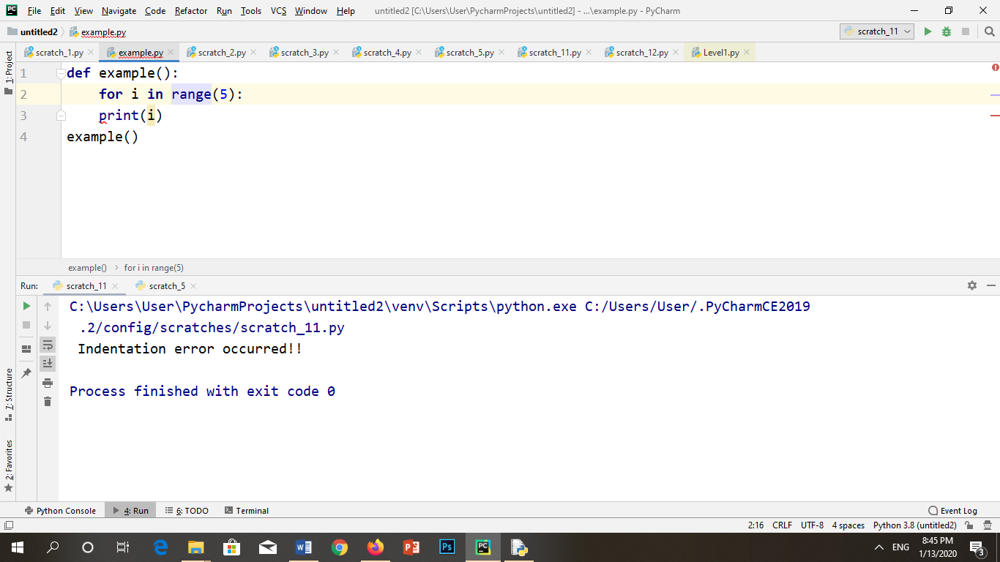 File Edit View Navigate Code Refactor Run Tools VCS Window Help untitled2 [C:\Users\User\PycharmProjects\untitled2] - ...\example.py - PyCharm
untitled2 example.py scratch_11
scratch_1.py example.py scratch_2.py scratch_3.py scratch_4.py scratch_5.py scratch_11.py scratch_12.py Level1.py
1: Project
1 def example():
2 for i in range(5):
3 print(i)
4 example()
example() › for i in range(5)
Run: scratch_11 scratch_5
C:\Users\User\PycharmProjects\untitled2\venv\Scripts\python.exe C:/Users/User/.PyCharmCE2019
.2/config/scratches/scratch_11.py
Indentation error occurred!!
Process finished with exit code 0
7: Structure
2: Favorites
Python Console 4: Run 6: TODO Terminal Event Log
2:16 CRLF UTF-8 4 spaces Python 3.8 (untitled2)
ENG 8:45 PM
1/13/2020 3